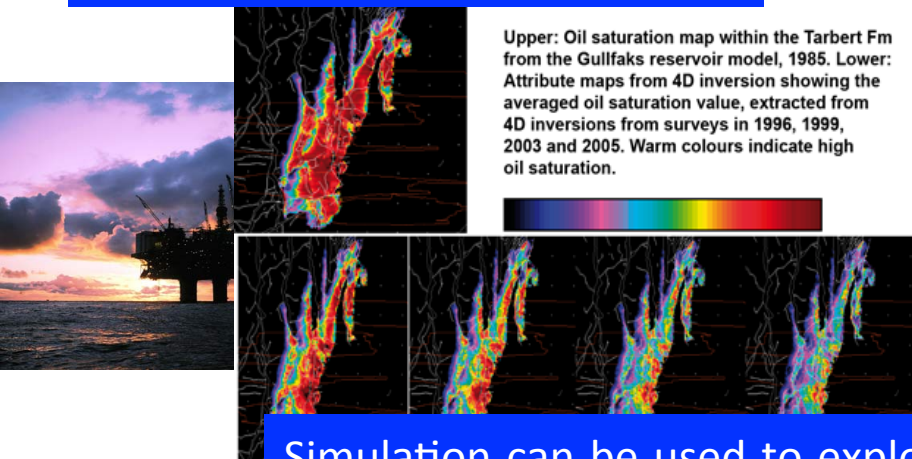 Upper: Oil saturation map within the Tarbert Fm
from the Gullfaks reservoir model, 1985. Lower:
Attribute maps from 4D inversion showing the
averaged oil saturation value, extracted from
4D inversions from surveys in 1996, 1999,
2003 and 2005. Warm colours indicate high
oil saturation.
Simulation can be used to explo